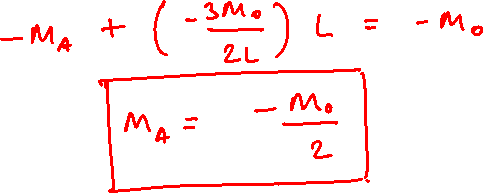 -M_A + (-3M_0/2L) L = -M_0
M_A = -M_0/2